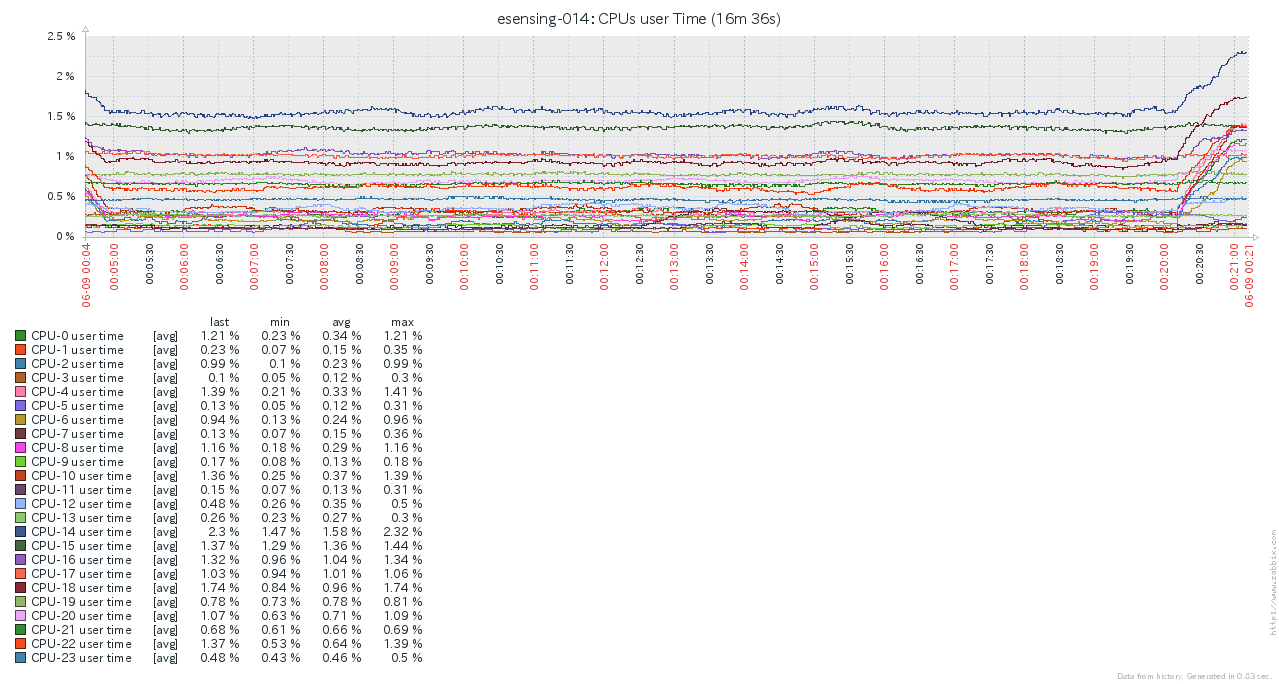 esensing-014: CPUs user Time (16m 36s)
2.5 %
2 %
1.5 %
1 %
0.5 %
0 %
06-09 00:04
00:05:00
00:05:30
00:06:00
00:06:30
00:07:00
00:07:30
00:08:00
00:08:30
00:09:00
00:09:30
00:10:00
00:10:30
00:11:00
00:11:30
00:12:00
00:12:30
00:13:00
00:13:30
00:14:00
00:14:30
00:15:00
00:15:30
00:16:00
00:16:30
00:17:00
00:17:30
00:18:00
00:18:30
00:19:00
00:19:30
00:20:00
00:20:30
00:21:00
06-09 00:21
last min avg max
CPU-0 user time [avg] 1.21 % 0.23 % 0.34 % 1.21 %
CPU-1 user time [avg] 0.23 % 0.07 % 0.15 % 0.35 %
CPU-2 user time [avg] 0.99 % 0.1 % 0.23 % 0.99 %
CPU-3 user time [avg] 0.1 % 0.05 % 0.12 % 0.3 %
CPU-4 user time [avg] 1.39 % 0.21 % 0.33 % 1.41 %
CPU-5 user time [avg] 0.13 % 0.05 % 0.12 % 0.31 %
CPU-6 user time [avg] 0.94 % 0.13 % 0.24 % 0.96 %
CPU-7 user time [avg] 0.13 % 0.07 % 0.15 % 0.36 %
CPU-8 user time [avg] 1.16 % 0.18 % 0.29 % 1.16 %
CPU-9 user time [avg] 0.17 % 0.08 % 0.13 % 0.18 %
CPU-10 user time [avg] 1.36 % 0.25 % 0.37 % 1.39 %
CPU-11 user time [avg] 0.15 % 0.07 % 0.13 % 0.31 %
CPU-12 user time [avg] 0.48 % 0.26 % 0.35 % 0.5 %
CPU-13 user time [avg] 0.26 % 0.23 % 0.27 % 0.3 %
CPU-14 user time [avg] 2.3 % 1.47 % 1.58 % 2.32 %
CPU-15 user time [avg] 1.37 % 1.29 % 1.36 % 1.44 %
CPU-16 user time [avg] 1.32 % 0.96 % 1.04 % 1.34 %
CPU-17 user time [avg] 1.03 % 0.94 % 1.01 % 1.06 %
CPU-18 user time [avg] 1.74 % 0.84 % 0.96 % 1.74 %
CPU-19 user time [avg] 0.78 % 0.73 % 0.78 % 0.81 %
CPU-20 user time [avg] 1.07 % 0.63 % 0.71 % 1.09 %
CPU-21 user time [avg] 0.68 % 0.61 % 0.66 % 0.69 %
CPU-22 user time [avg] 1.37 % 0.53 % 0.64 % 1.39 %
CPU-23 user time [avg] 0.48 % 0.43 % 0.46 % 0.5 %
http://www.zabbix.com
Data from history. Generated in 0.83 sec.